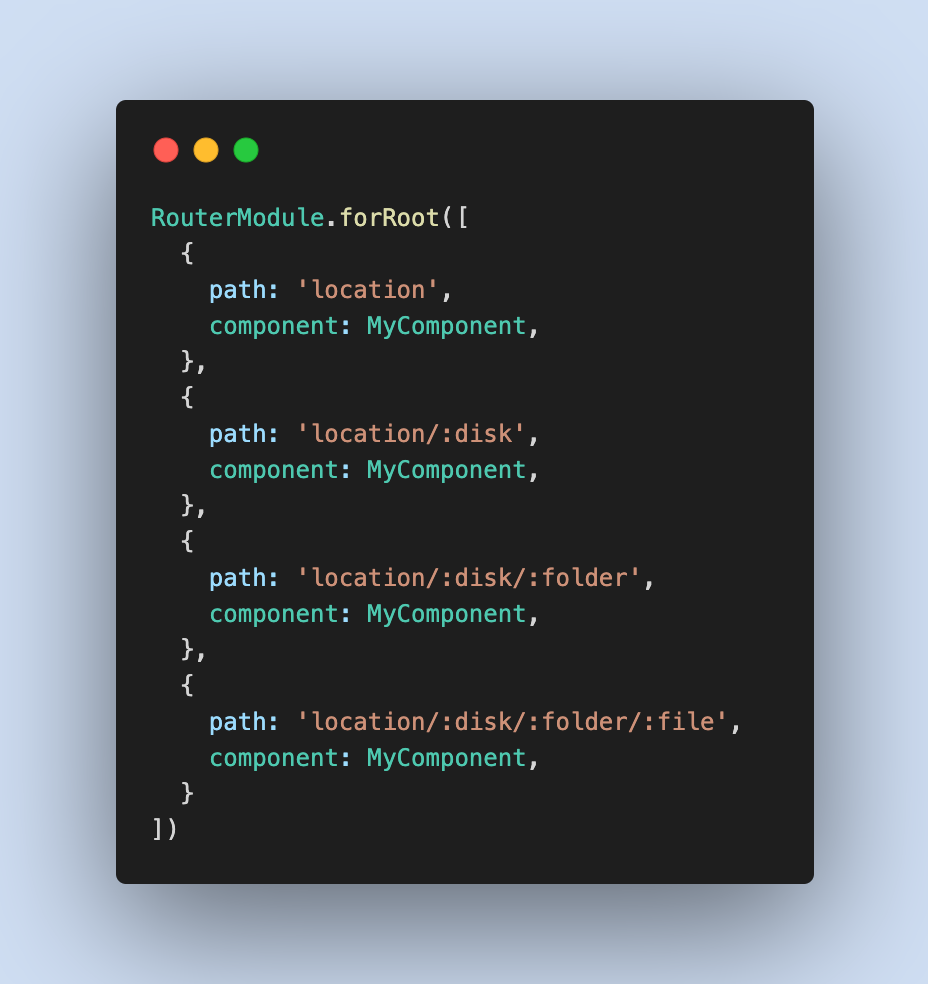 RouterModule.forRoot([
  {
    path: 'location',
    component: MyComponent,
  },
  {
    path: 'location/:disk',
    component: MyComponent,
  },
  {
    path: 'location/:disk/:folder',
    component: MyComponent,
  },
  {
    path: 'location/:disk/:folder/:file',
    component: MyComponent,
  }
])